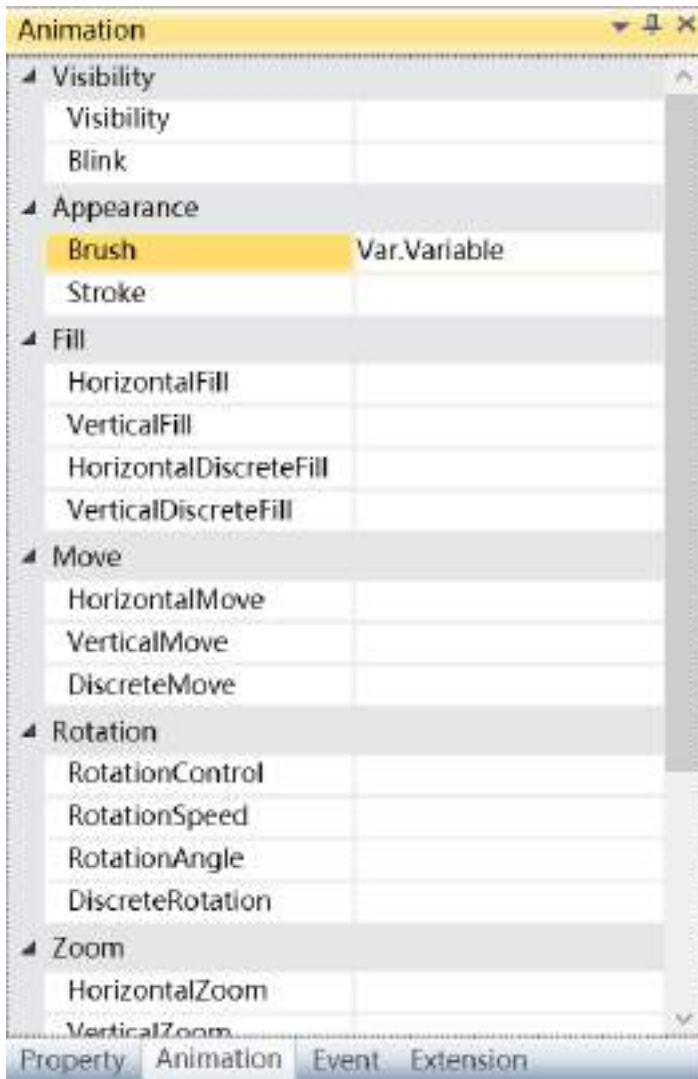 Animation
Visibility
Visibility
Blink
Appearance
Brush Var.Variable
Stroke
Fill
HorizontalFill
VerticalFill
HorizontalDiscreteFill
VerticalDiscreteFill
Move
HorizontalMove
VerticalMove
DiscreteMove
Rotation
RotationControl
RotationSpeed
RotationAngle
DiscreteRotation
Zoom
HorizontalZoom
VerticalZoom
Property Animation Event Extension